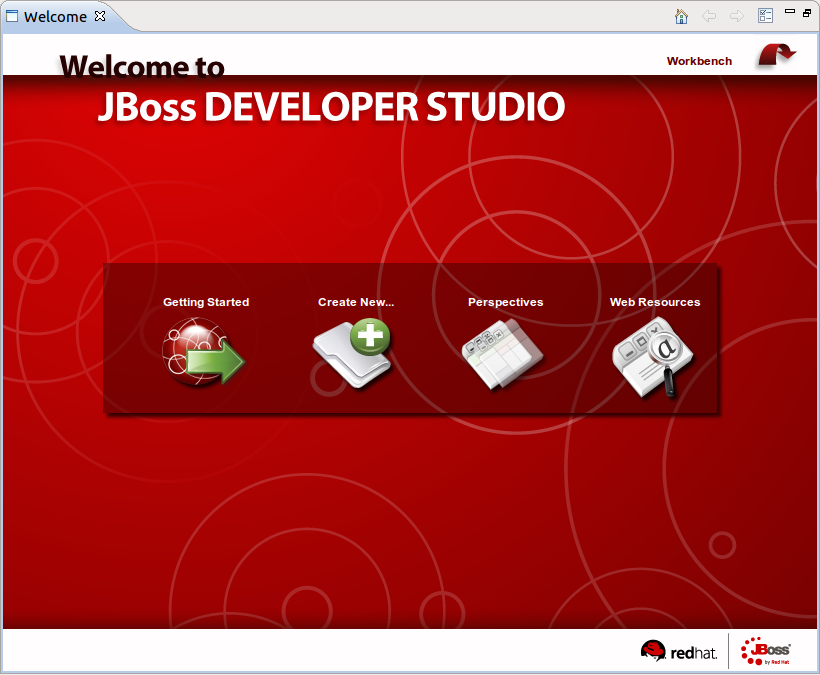 Welcome
Workbench
Welcome to
JBoss DEVELOPER STUDIO
Getting Started
Create New...
Perspectives
Web Resources
a
redhat.
JBoss
by Red Hat